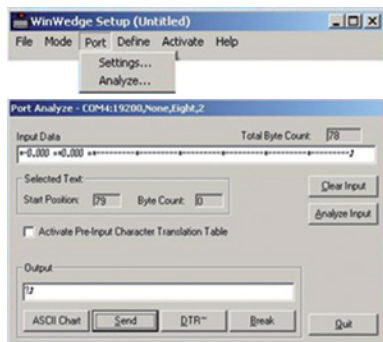 WinWedge Setup (Untitled)
File Mode Port Define Activate Help
Settings...
Analyze...
Port Analyze - COM4:19200,None,Eight,2
Input Data Total Byte Count: 78
Selected Text:
Start Position: 79 Byte Count: 0
Clear Input
Analyze Input
Activate Pre-Input Character Translation Table
Output
ASCII Chart Send DTR~ Break Quit